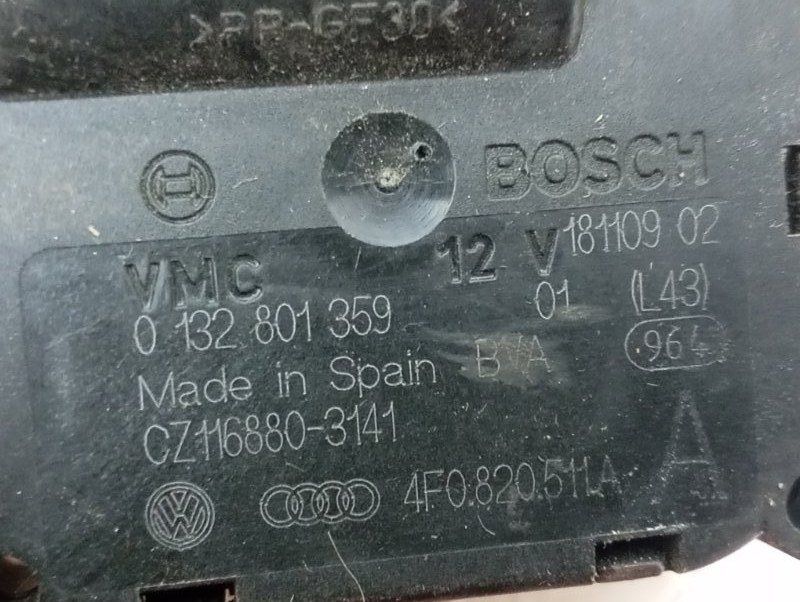 >PP-GF30<
BOSCH
VMC 12 V 181109 02
0 132 801 359 01 (L43)
Made in Spain B A .964
CZ116880-3141 A
VW 4F0.820.511.A